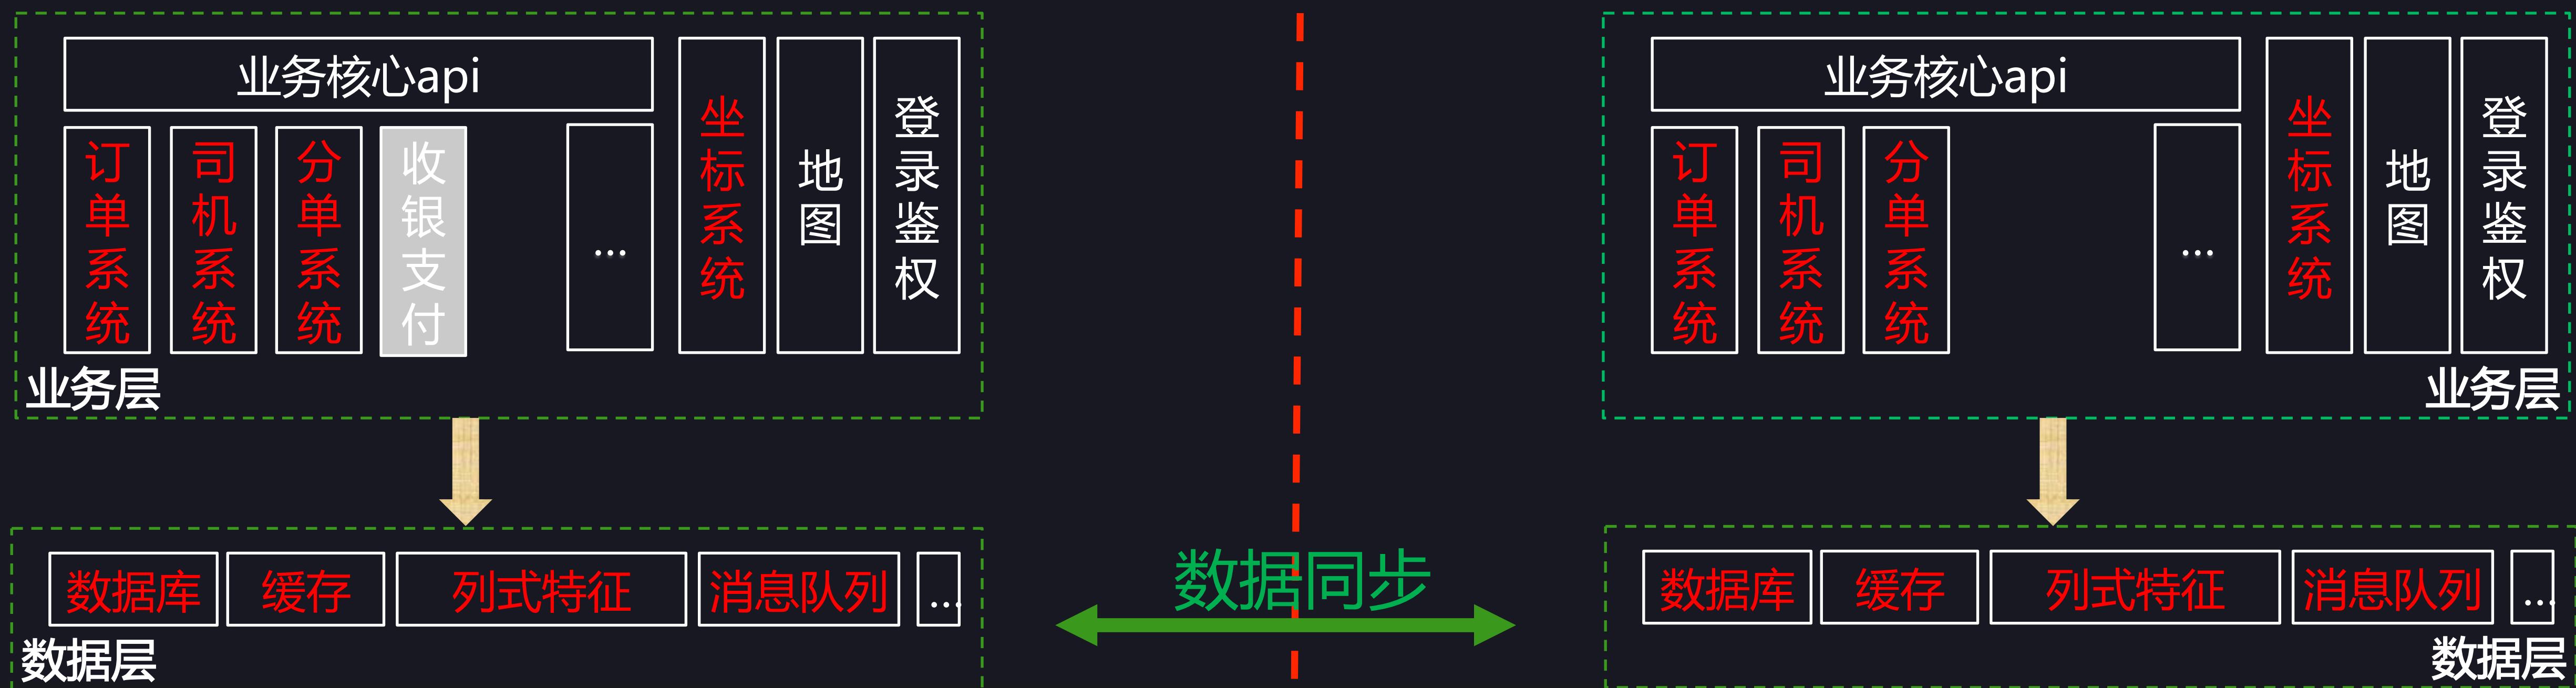 业务核心api
订单系统
司机系统
分单系统
收银支付
...
坐标系统
地图
登录鉴权
业务层
数据库
缓存
列式特征
消息队列
...
数据层
数据同步
业务核心api
订单系统
司机系统
分单系统
...
坐标系统
地图
登录鉴权
业务层
数据库
缓存
列式特征
消息队列
...
数据层